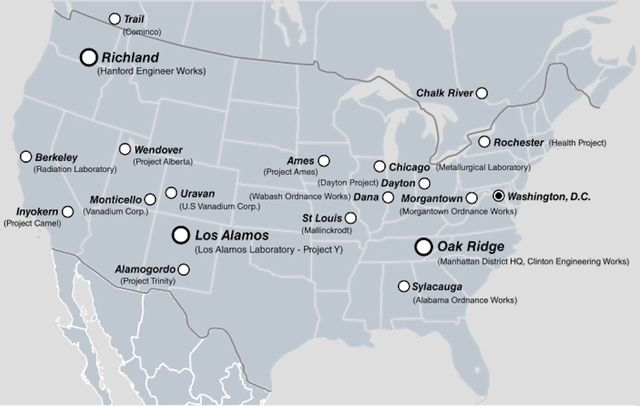 Trail
(Cominco)
Richland
(Hanford Engineer Works)
Chalk River
Rochester (Health Project)
Wendover
(Project Alberta)
Berkeley
(Radiation Laboratory)
Ames
(Project Ames)
Chicago (Metallurgical Laboratory)
(Dayton Project) Dayton
Uravan
(U.S Vanadium Corp.)
Monticello
(Vanadium Corp.)
(Wabash Ordnance Works) Dana
Morgantown
(Morgantown Ordnance Works)
Washington, D.C.
Inyokern
(Project Camel)
St Louis
(Mallinckrodt)
Los Alamos
(Los Alamos Laboratory - Project Y)
Oak Ridge
(Manhattan District HQ, Clinton Engineering Works)
Alamogordo
(Project Trinity)
Sylacauga
(Alabama Ordnance Works)